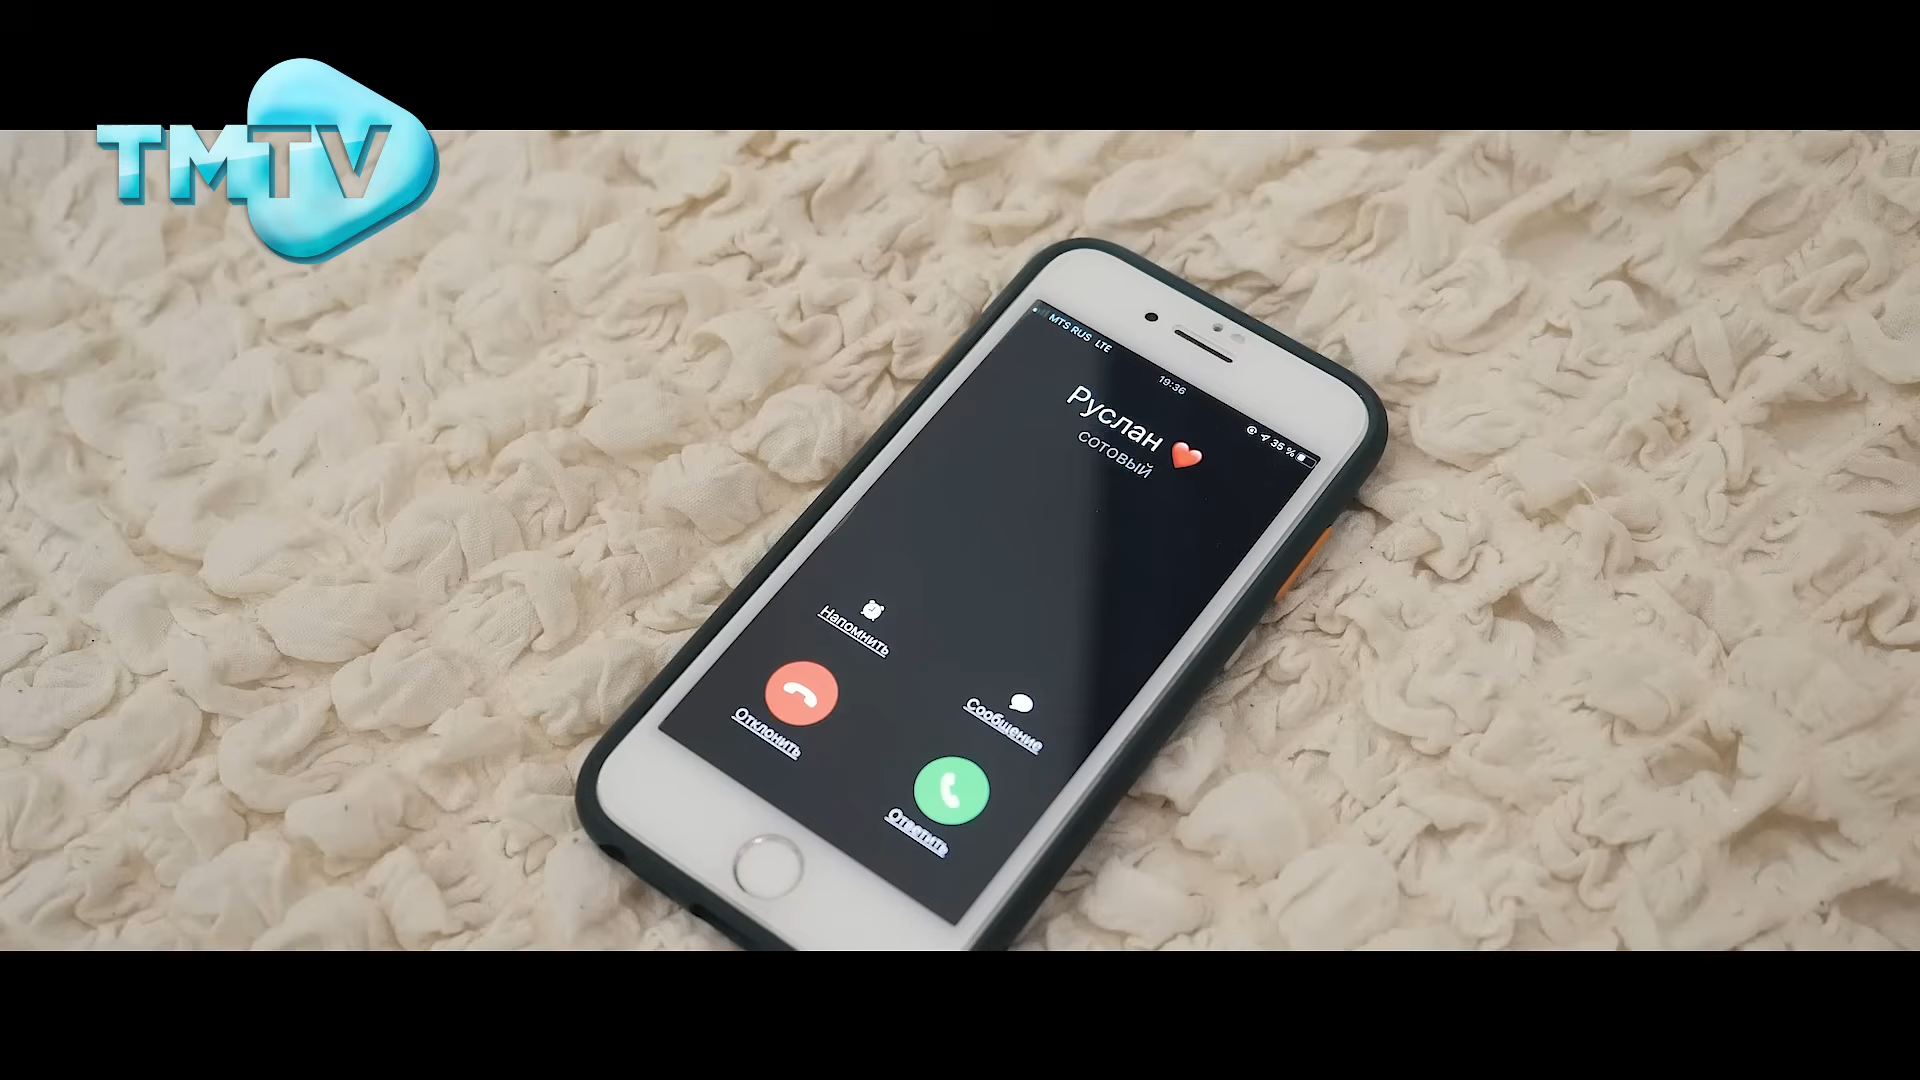 TMTV
MTS RUS LTE
19:36
35 %
Руслан ❤️
сотовый
Напомнить
Сообщение
Отклонить
Ответить